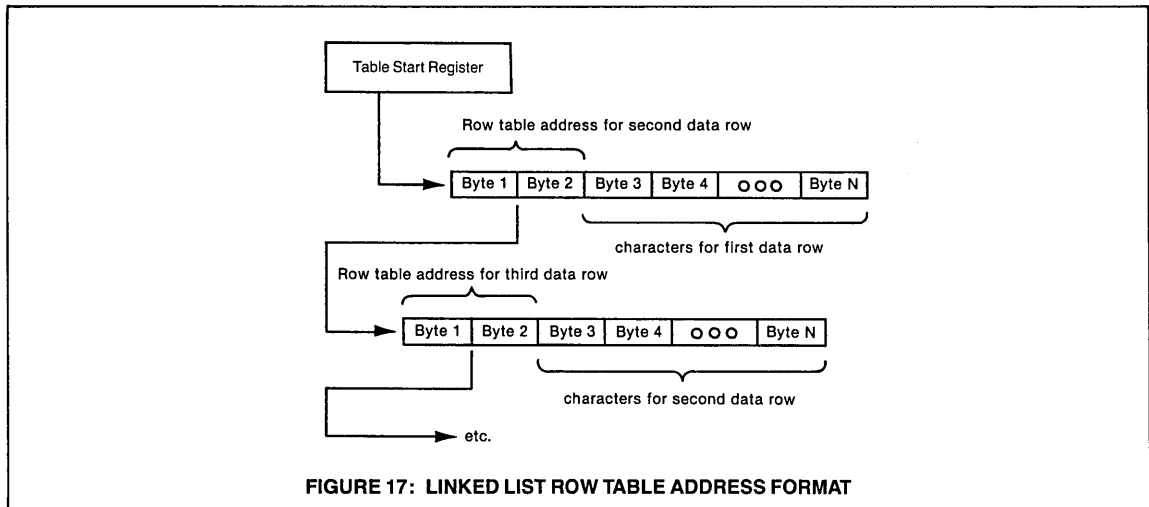 Table Start Register
Row table address for second data row
Byte 1 Byte 2 Byte 3 Byte 4 ooo Byte N
characters for first data row
Row table address for third data row
Byte 1 Byte 2 Byte 3 Byte 4 ooo Byte N
characters for second data row
etc.
FIGURE 17: LINKED LIST ROW TABLE ADDRESS FORMAT